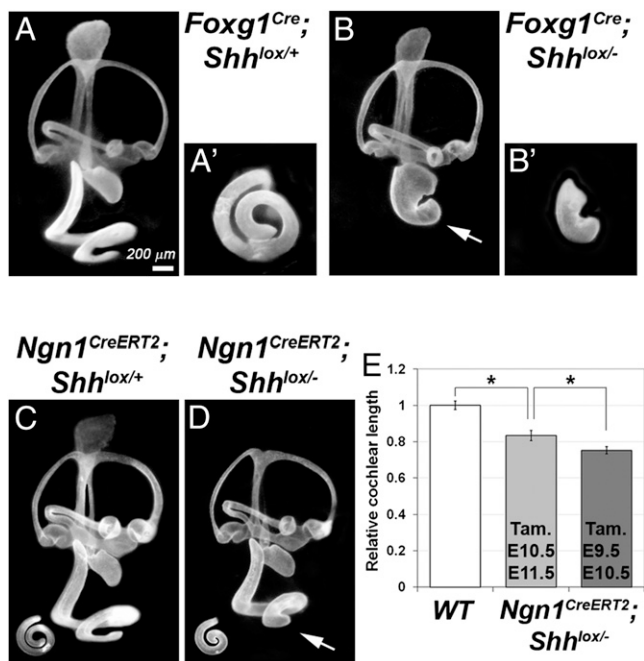 A
Foxg1Cre;
Shhlox/+
B
Foxg1Cre;
Shhlox/-
A'
B'
200 μm
Ngn1CreERT2;
Shhlox/+
Ngn1CreERT2;
Shhlox/-
C
D
E
1.2
1
0.8
0.6
0.4
0.2
0
Relative cochlear length
*
*
Tam.
E10.5
E11.5
Tam.
E9.5
E10.5
WT
Ngn1CreERT2;
Shhlox/-